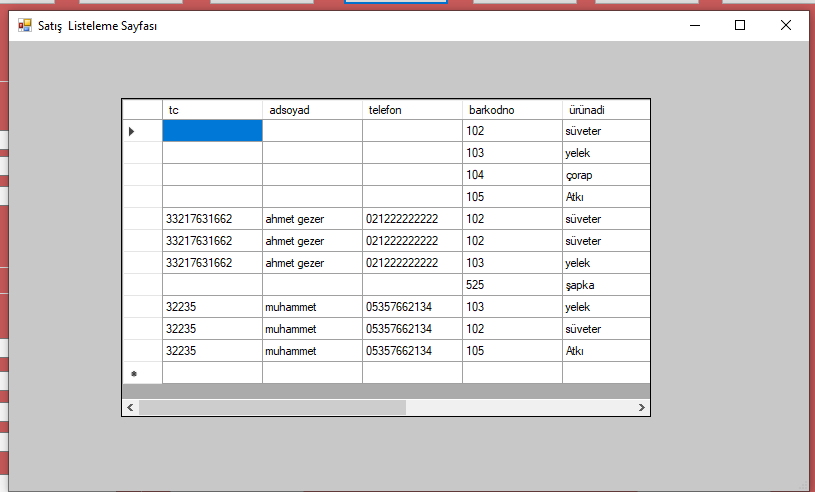 Satış Listeleme Sayfası
tc adsoyad telefon barkodno ürünadi
102 süveter
103 yelek
104 çorap
105 Atkı
33217631662 ahmet gezer 021222222222 102 süveter
33217631662 ahmet gezer 021222222222 102 süveter
33217631662 ahmet gezer 021222222222 103 yelek
525 şapka
32235 muhammet 05357662134 103 yelek
32235 muhammet 05357662134 102 süveter
32235 muhammet 05357662134 105 Atkı